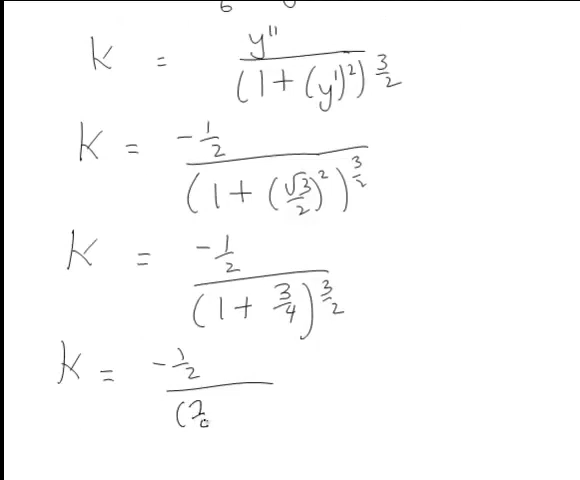 K = y'' / (1 + (y')²)^(3/2)
K = -1/2 / (1 + (√3/2)²)^(3/2)
K = -1/2 / (1 + 3/4)^(3/2)
K = -1/2 / (7